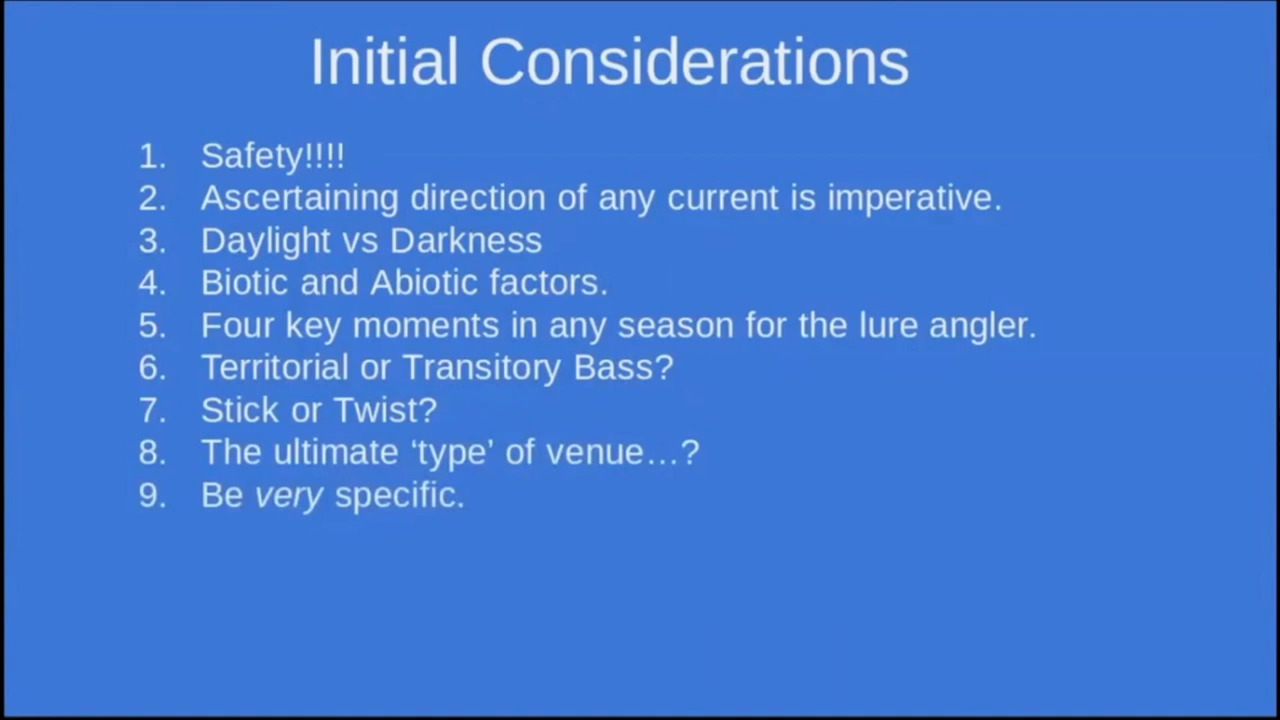 Initial Considerations
1. Safety!!!!
2. Ascertaining direction of any current is imperative.
3. Daylight vs Darkness
4. Biotic and Abiotic factors.
5. Four key moments in any season for the lure angler.
6. Territorial or Transitory Bass?
7. Stick or Twist?
8. The ultimate ‘type’ of venue…?
9. Be very specific.